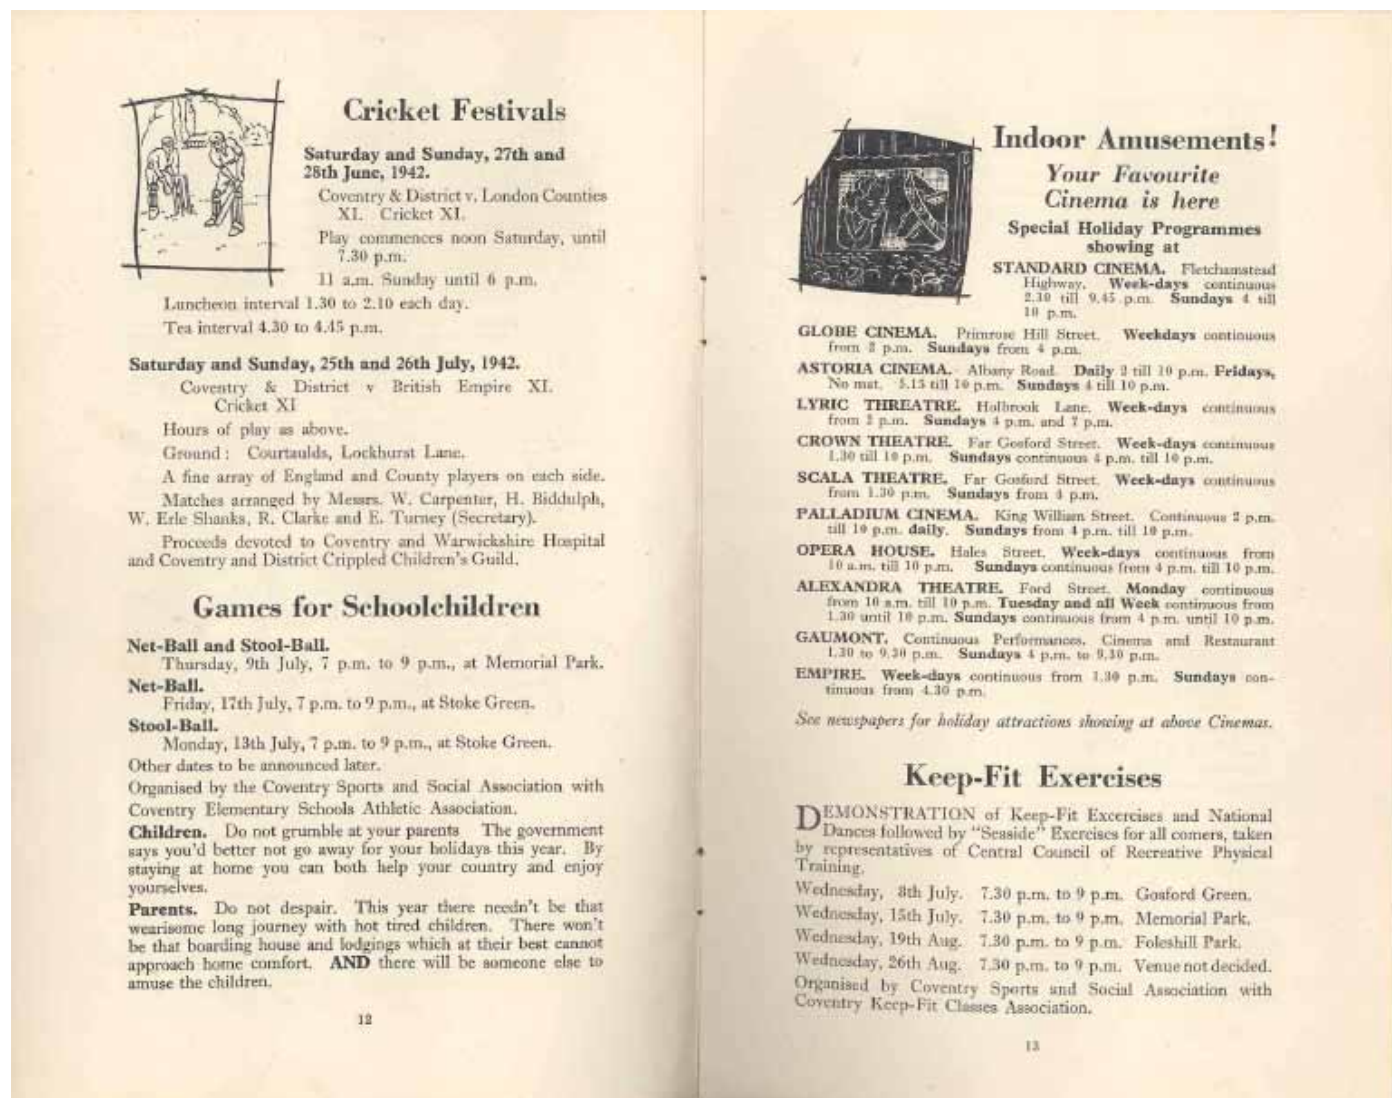 Cricket Festivals
Saturday and Sunday, 27th and
28th June, 1942.
Coventry & District v. London Counties
XI. Cricket XI.
Play commences noon Saturday, until
7.30 p.m.
11 a.m. Sunday until 6 p.m.
Luncheon interval 1.30 to 2.10 each day.
Tea interval 4.30 to 4.45 p.m.
Saturday and Sunday, 25th and 26th July, 1942.
Coventry & District v British Empire XI.
Cricket XI
Hours of play as above.
Ground : Courtaulds, Lockhurst Lane.
A fine array of England and County players on each side.
Matches arranged by Messrs. W. Carpenter, H. Biddulph,
W. Erle Shanks, R. Clarke and E. Turney (Secretary).
Proceeds devoted to Coventry and Warwickshire Hospital
and Coventry and District Crippled Children's Guild.
Games for Schoolchildren
Net-Ball and Stool-Ball.
Thursday, 9th July, 7 p.m. to 9 p.m., at Memorial Park.
Net-Ball.
Friday, 17th July, 7 p.m. to 9 p.m., at Stoke Green.
Stool-Ball.
Monday, 13th July, 7 p.m. to 9 p.m., at Stoke Green.
Other dates to be announced later.
Organised by the Coventry Sports and Social Association with
Coventry Elementary Schools Athletic Association.
Children. Do not grumble at your parents The government
says you'd better not go away for your holidays this year. By
staying at home you can both help your country and enjoy
yourselves.
Parents. Do not despair. This year there needn't be that
wearisome long journey with hot tired children. There won't
be that boarding house and lodgings which at their best cannot
approach home comfort. AND there will be someone else to
amuse the children.
12
Indoor Amusements!
Your Favourite
Cinema is here
Special Holiday Programmes
showing at
STANDARD CINEMA. Fletchamstead
Highway. Week-days continuous
2.30 till 9.45 p.m. Sundays 4 till
10 p.m.
GLOBE CINEMA. Primrose Hill Street. Weekdays continuous
from 2 p.m. Sundays from 4 p.m.
ASTORIA CINEMA. Albany Road. Daily 2 till 10 p.m. Fridays,
No mat. 5.15 till 10 p.m. Sundays 4 till 10 p.m.
LYRIC THREATRE. Holbrook Lane. Week-days continuous
from 2 p.m. Sundays 4 p.m. and 7 p.m.
CROWN THEATRE. Far Gosford Street. Week-days continuous
1.30 till 10 p.m. Sundays continuous 4 p.m. till 10 p.m.
SCALA THEATRE. Far Gosford Street. Week-days continuous
from 1.30 p.m. Sundays from 4 p.m.
PALLADIUM CINEMA. King William Street. Continuous 2 p.m.
till 10 p.m. daily. Sundays from 4 p.m. till 10 p.m.
OPERA HOUSE. Hales Street. Week-days continuous from
10 a.m. till 10 p.m. Sundays continuous from 4 p.m. till 10 p.m.
ALEXANDRA THEATRE. Ford Street. Monday continuous
from 10 a.m. till 10 p.m. Tuesday and all Week continuous from
1.30 until 10 p.m. Sundays continuous from 4 p.m. until 10 p.m.
GAUMONT. Continuous Performances. Cinema and Restaurant
1.30 to 9.30 p.m. Sundays 4 p.m. to 9.30 p.m.
EMPIRE. Week-days continuous from 1.30 p.m. Sundays con-
tinuous from 4.30 p.m.
See newspapers for holiday attractions showing at above Cinemas.
Keep-Fit Exercises
DEMONSTRATION of Keep-Fit Excercises and National
Dances followed by "Seaside" Exercises for all comers, taken
by representatives of Central Council of Recreative Physical
Training.
Wednesday, 8th July. 7.30 p.m. to 9 p.m. Gosford Green.
Wednesday, 15th July. 7.30 p.m. to 9 p.m. Memorial Park.
Wednesday, 19th Aug. 7.30 p.m. to 9 p.m. Foleshill Park.
Wednesday, 26th Aug. 7.30 p.m. to 9 p.m. Venue not decided.
Organised by Coventry Sports and Social Association with
Coventry Keep-Fit Classes Association.
13